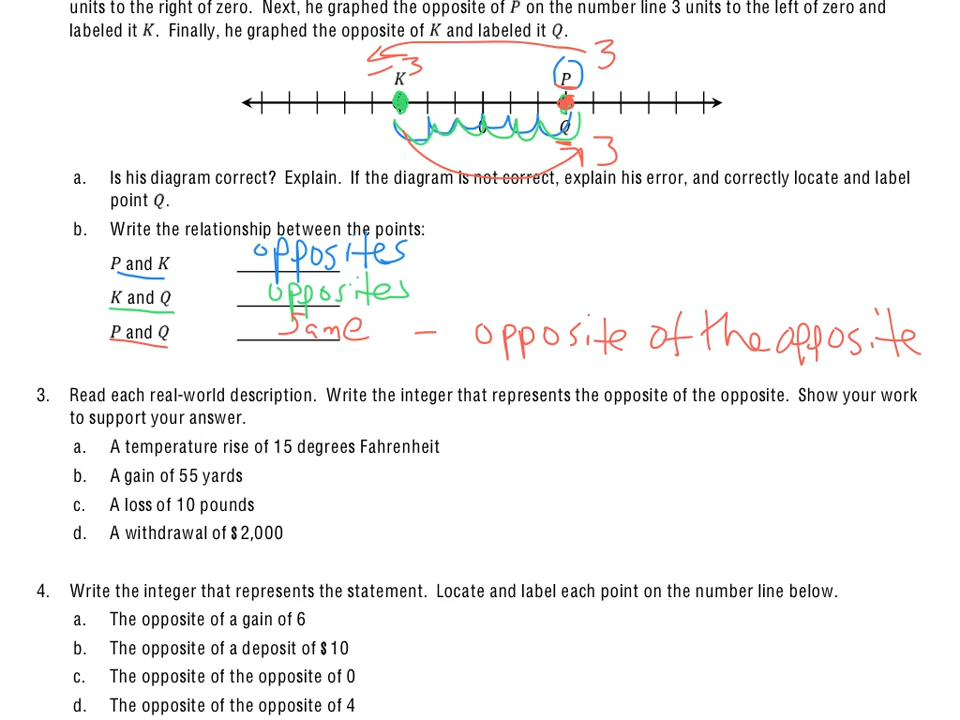 units to the right of zero. Next, he graphed the opposite of P on the number line 3 units to the left of zero and
labeled it K. Finally, he graphed the opposite of K and labeled it Q.
3
3
K
P
0
Q
3
a. Is his diagram correct? Explain. If the diagram is not correct, explain his error, and correctly locate and label
point Q.
b. Write the relationship between the points:
P and K opposites
K and Q opposites
P and Q Same – opposite of the opposite
3. Read each real-world description. Write the integer that represents the opposite of the opposite. Show your work
to support your answer.
a. A temperature rise of 15 degrees Fahrenheit
b. A gain of 55 yards
c. A loss of 10 pounds
d. A withdrawal of $2,000
4. Write the integer that represents the statement. Locate and label each point on the number line below.
a. The opposite of a gain of 6
b. The opposite of a deposit of $10
c. The opposite of the opposite of 0
d. The opposite of the opposite of 4